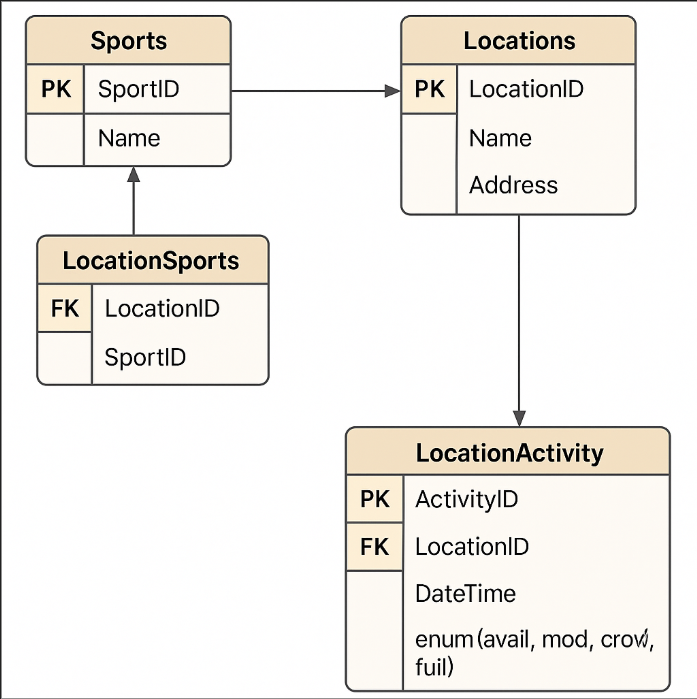 Sports
PK SportID
Name
Locations
PK LocationID
Name
Address
LocationSports
FK LocationID
SportID
LocationActivity
PK ActivityID
FK LocationID
DateTime
enum(avail, mod,
fuil)